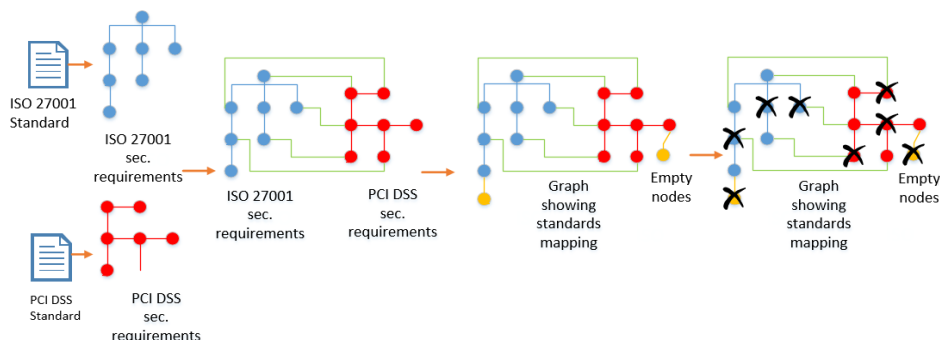 ISO 27001
Standard
ISO 27001
sec.
requirements
PCI DSS
Standard
PCI DSS
sec.
requirements
ISO 27001
sec.
requirements
PCI DSS
sec.
requirements
Graph
showing
standards
mapping
Empty
nodes
Graph
showing
standards
mapping
Empty
nodes